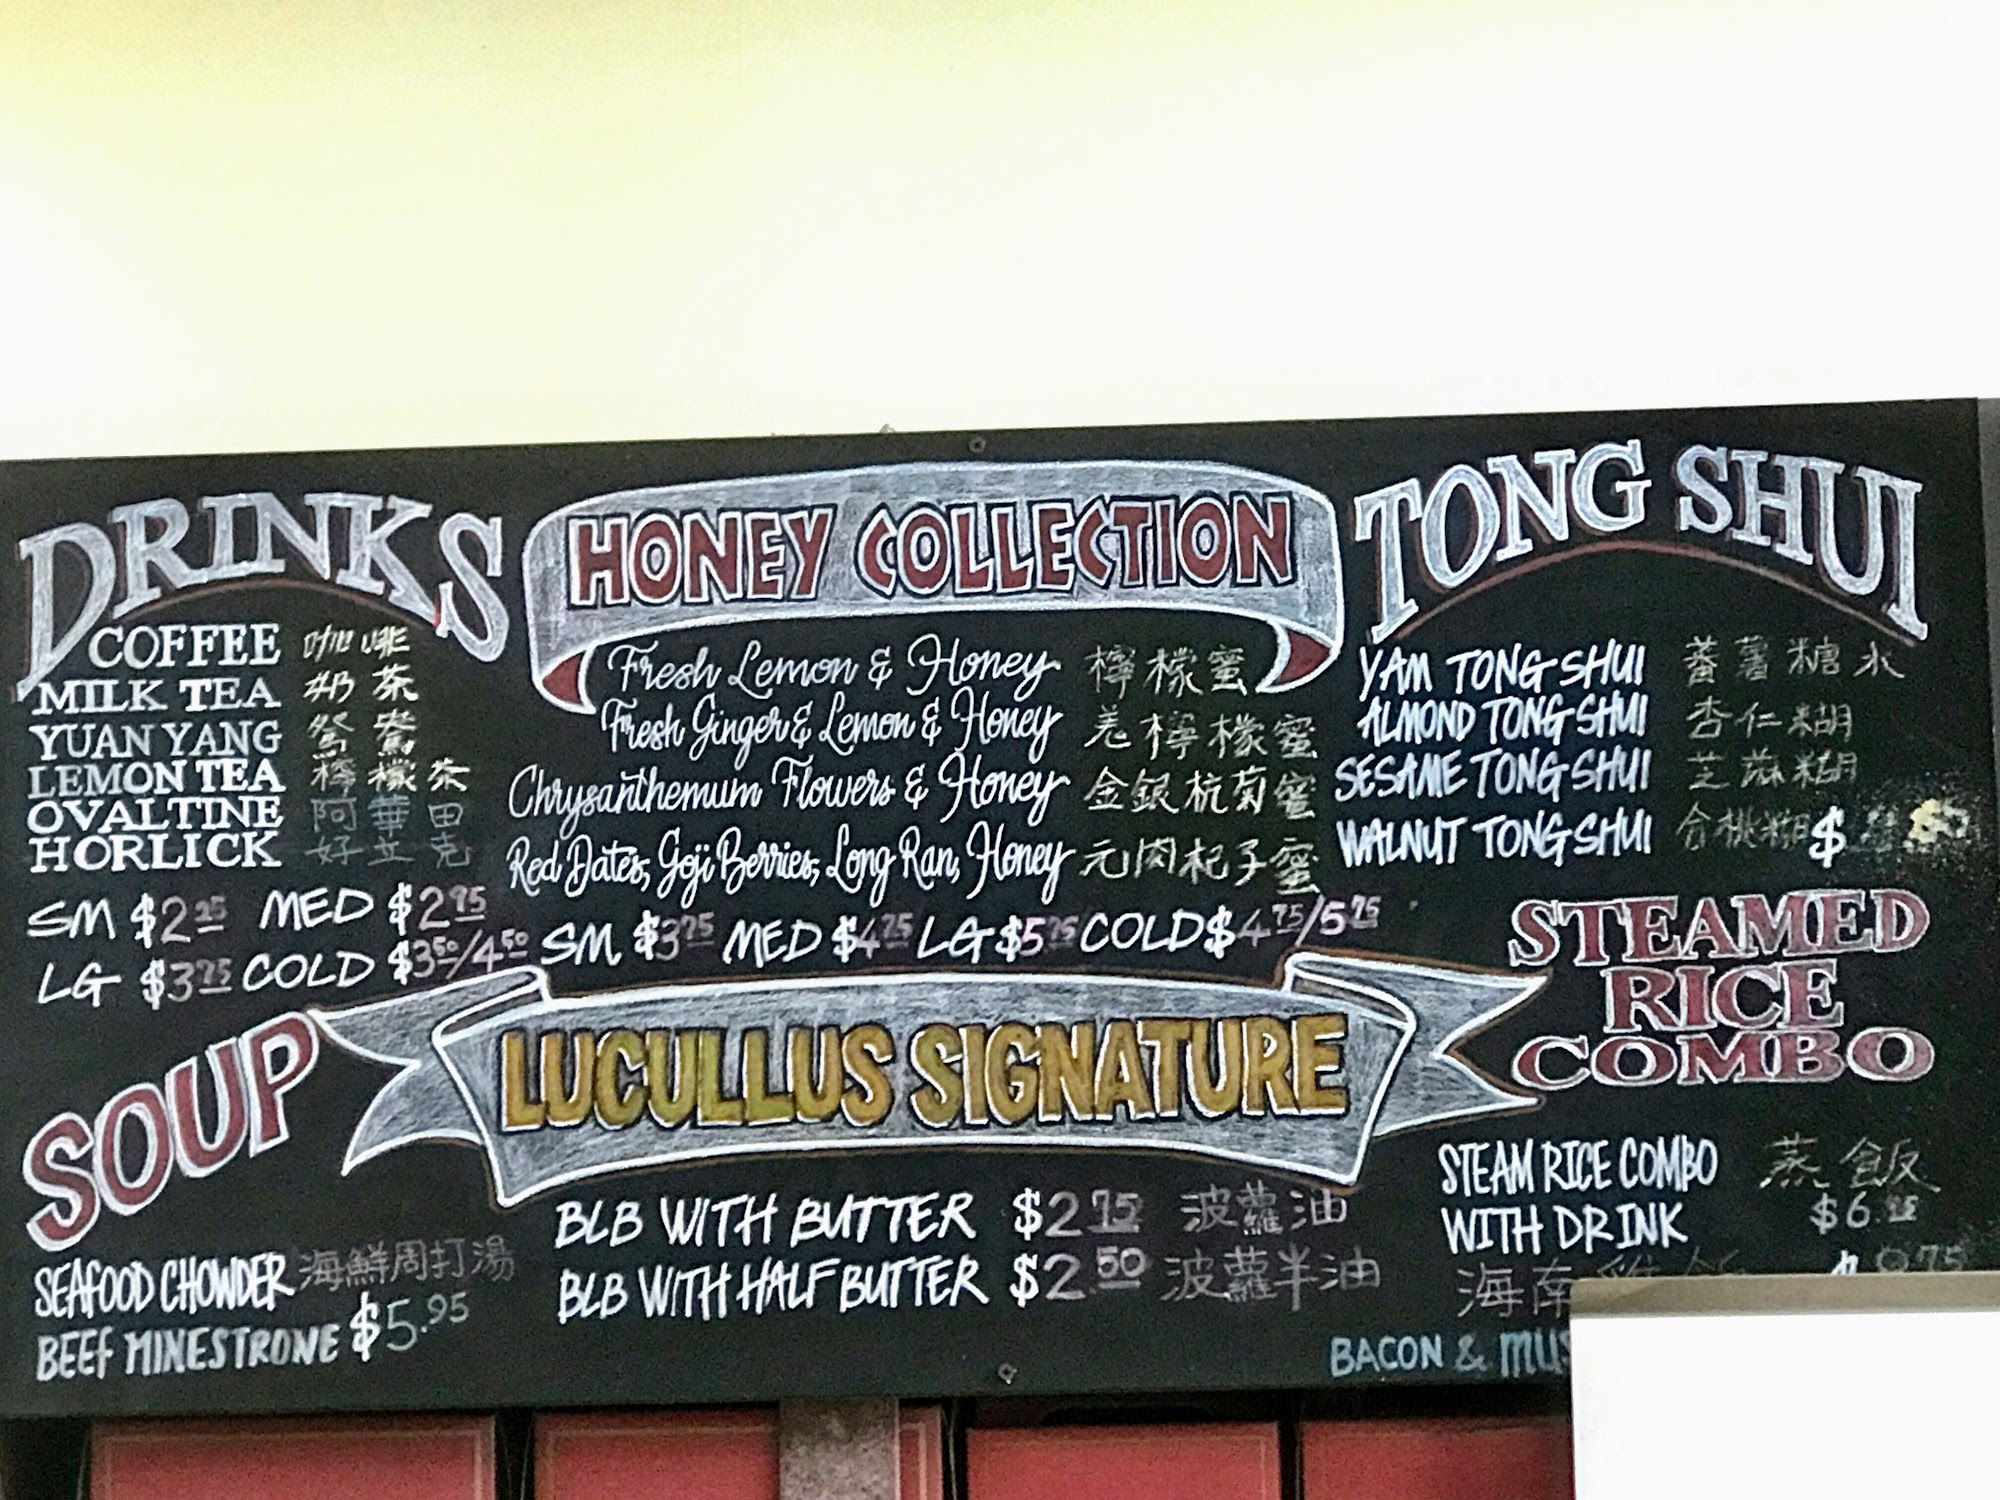 DRINKS
COFFEE 咖啡
MILK TEA 奶茶
YUAN YANG 鴛鴦
LEMON TEA 檸檬茶
OVALTINE 阿華田
HORLICK 好立克
SM $2.25 MED $2.95
LG $3.75 COLD $3.50/4.50
HONEY COLLECTION
Fresh Lemon & Honey 檸檬蜜
Fresh Ginger & Lemon & Honey 羗檸檬蜜
Chrysanthemum Flowers & Honey 金銀杭菊蜜
Red Dates, Goji Berries, Long Ran, Honey 元肉杞子蜜
SM $3.75 MED $4.75 LG $5.75 COLD $4.75/5.75
TONG SHUI
YAM TONG SHUI 蕃薯糖水
ALMOND TONG SHUI 杏仁糊
SESAME TONG SHUI 芝蔴糊
WALNUT TONG SHUI 合桃糊 $
SOUP
SEAFOOD CHOWDER 海鮮周打湯
BEEF MINESTRONE $5.95
LUCULLUS SIGNATURE
BLB WITH BUTTER $2.75 波蘿油
BLB WITH HALF BUTTER $2.50 波蘿半油
STEAMED
RICE
COMBO
STEAM RICE COMBO 蒸飯
WITH DRINK $6.95
海南
BACON &